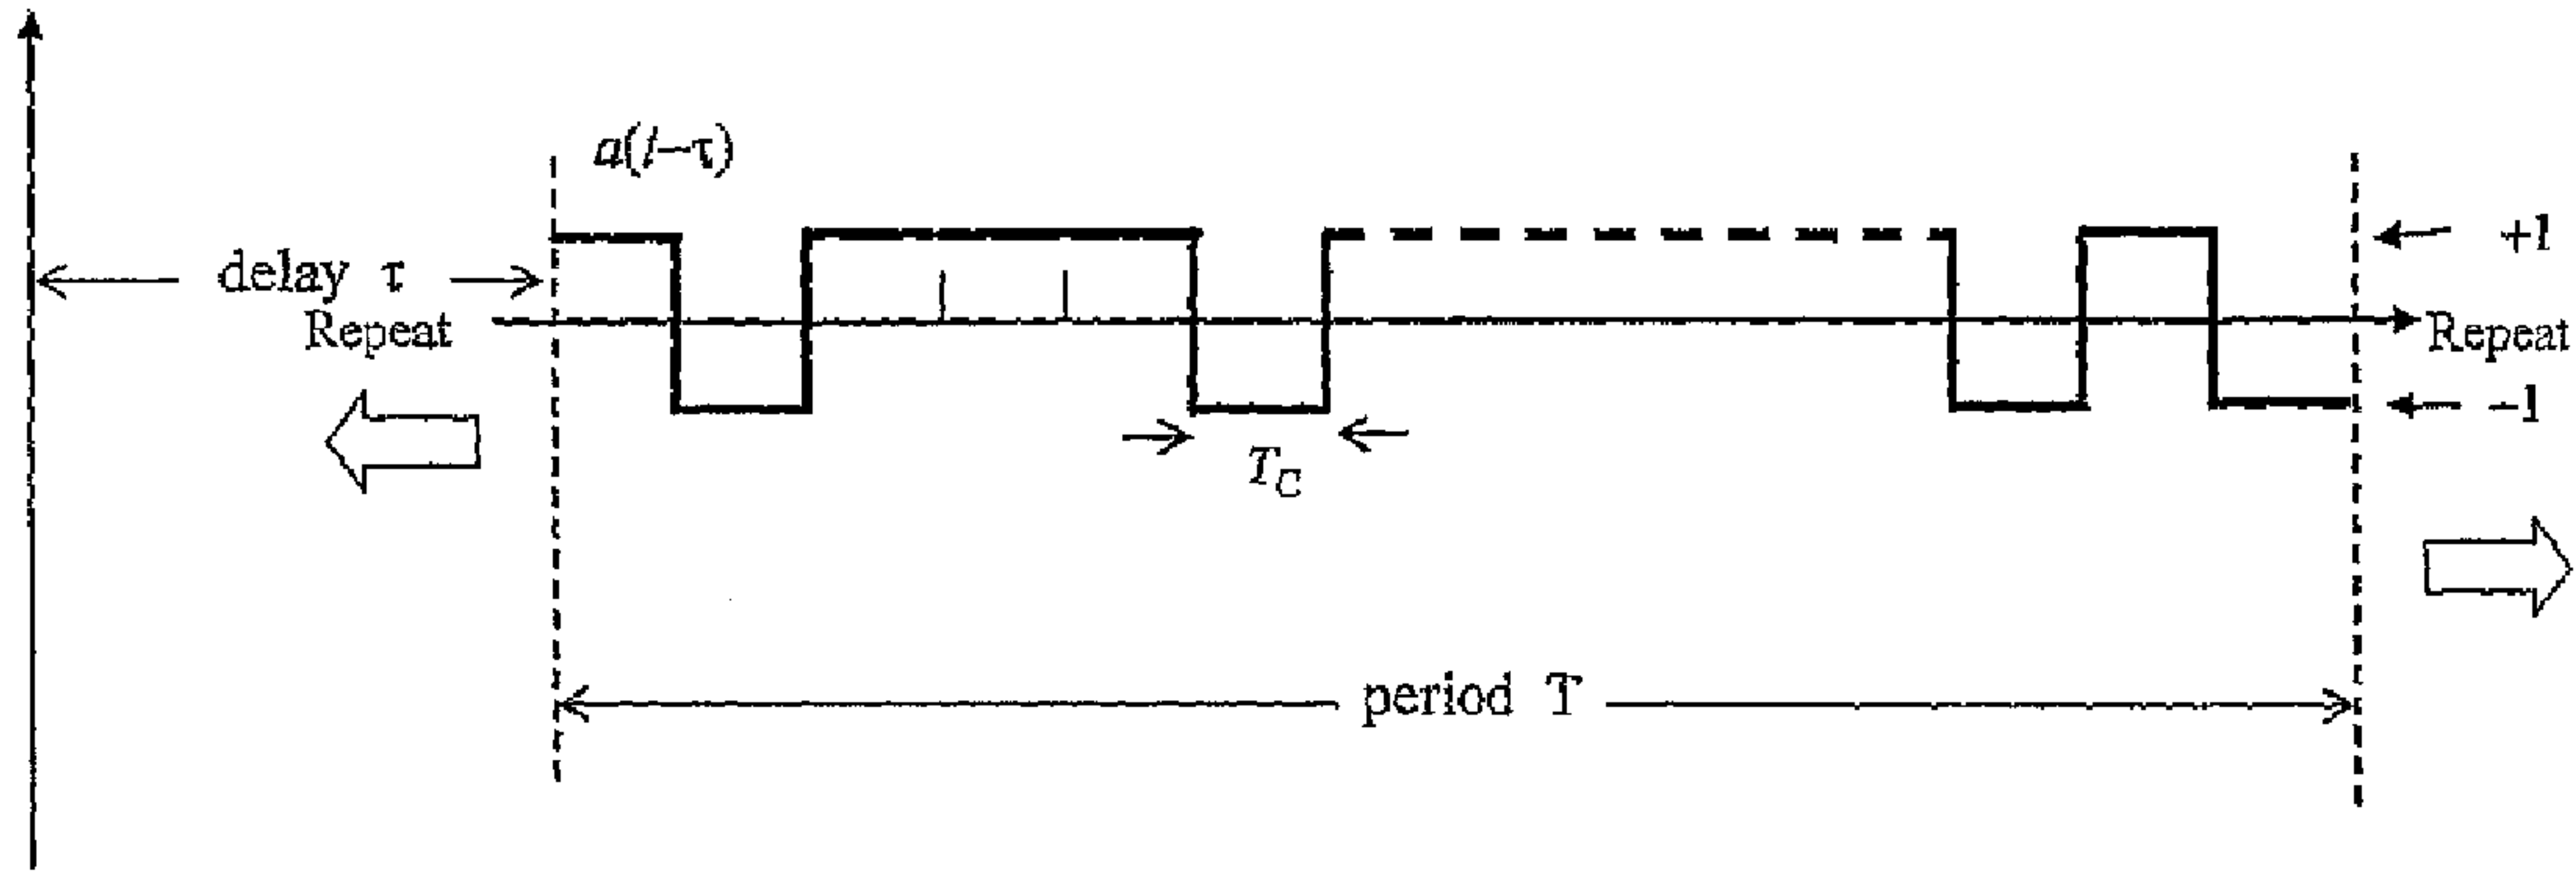 a(t−τ)
+1
delay τ
Repeat
Repeat
−1
T_C
period T